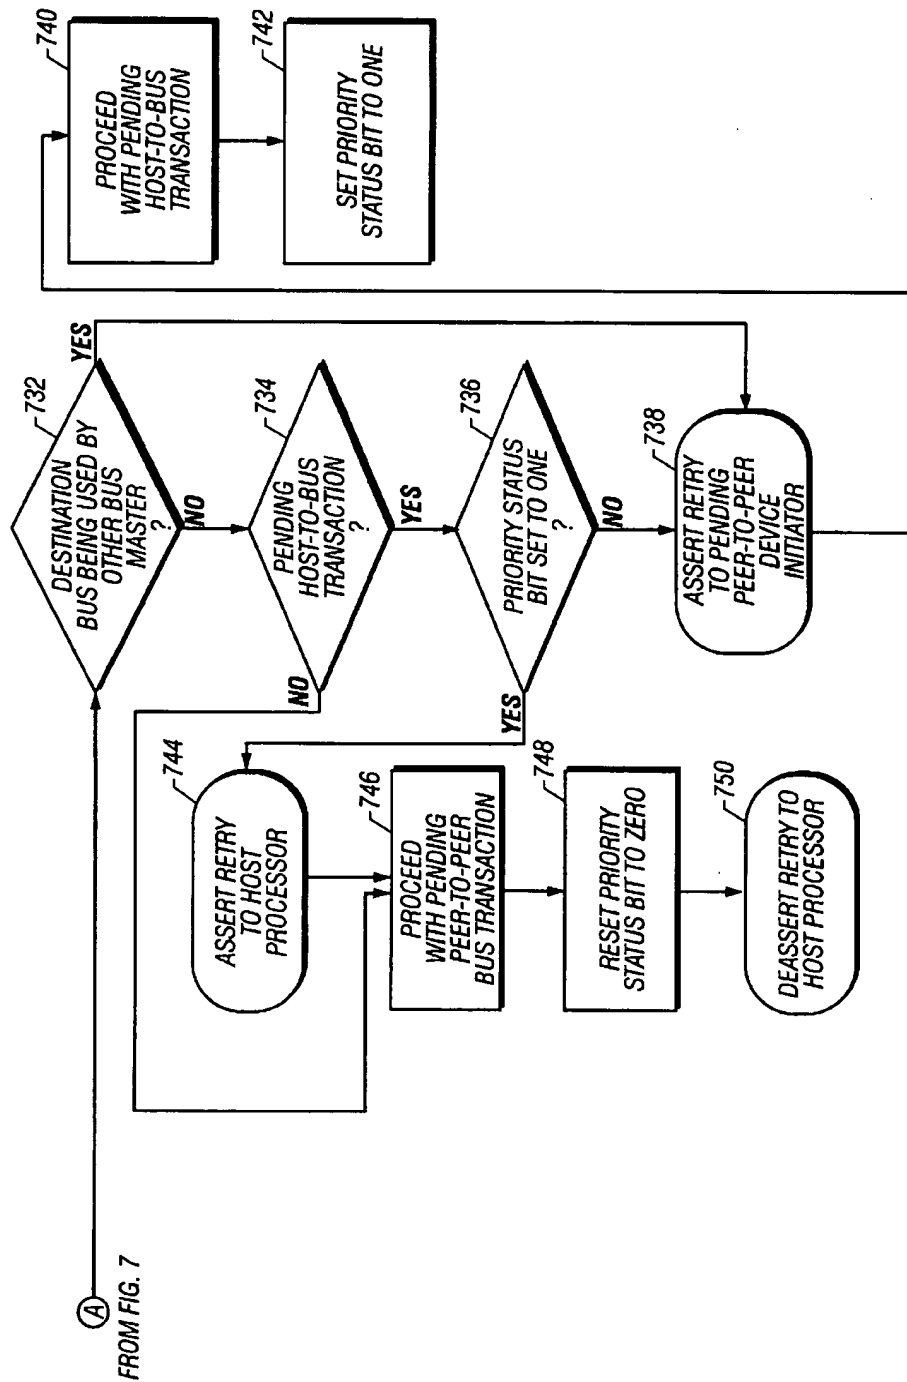 A
FROM FIG. 7
732
DESTINATION
BUS BEING USED BY
OTHER BUS
MASTER
?
YES
NO
734
PENDING
HOST-TO-BUS
TRANSACTION
?
NO
YES
736
PRIORITY STATUS
BIT SET TO ONE
?
YES
NO
738
ASSERT RETRY
TO PENDING
PEER-TO-PEER
DEVICE
INITIATOR
740
PROCEED
WITH PENDING
HOST-TO-BUS
TRANSACTION
742
SET PRIORITY
STATUS BIT TO ONE
744
ASSERT RETRY
TO HOST
PROCESSOR
746
PROCEED
WITH PENDING
PEER-TO-PEER
BUS TRANSACTION
748
RESET PRIORITY
STATUS BIT TO ZERO
750
DEASSERT RETRY TO
HOST PROCESSOR